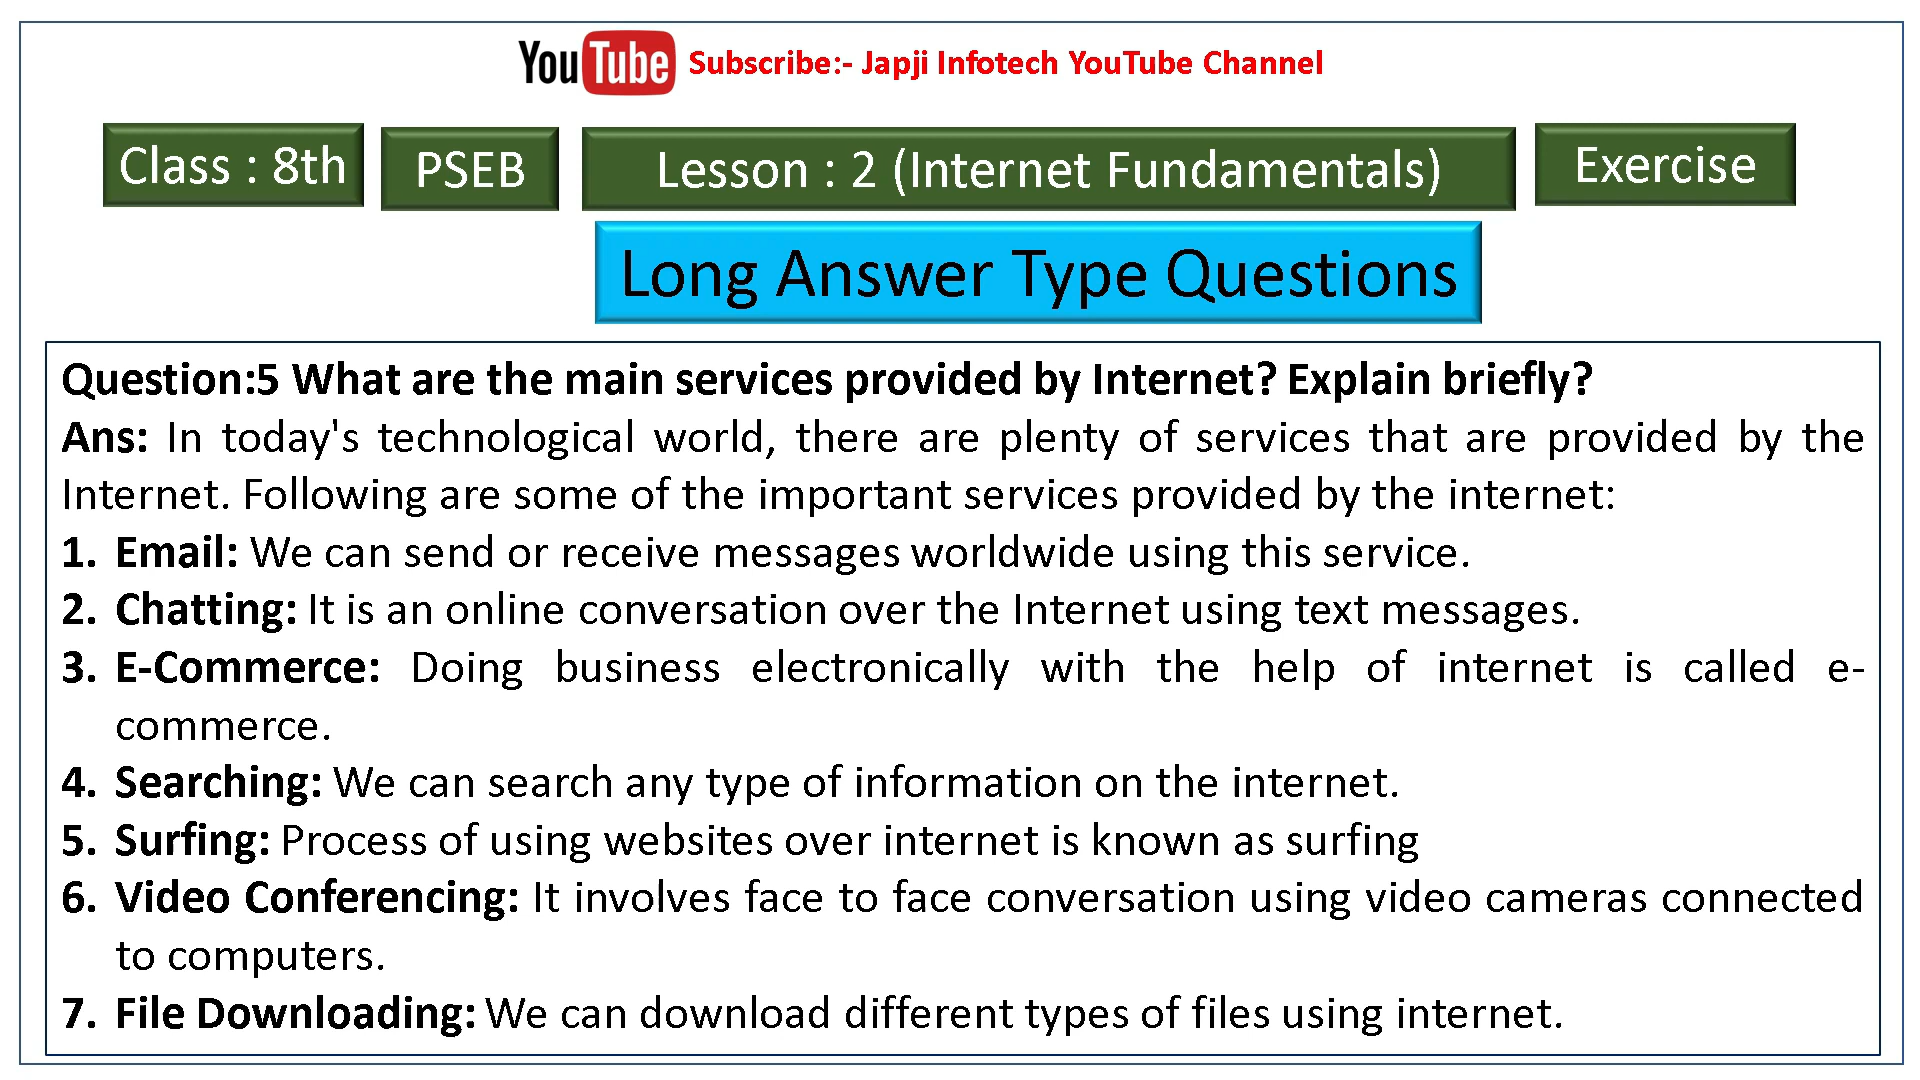 YouTube Subscribe:- Japji Infotech YouTube Channel
Class : 8th PSEB Lesson : 2 (Internet Fundamentals) Exercise
Long Answer Type Questions
Question:5 What are the main services provided by Internet? Explain briefly?
Ans: In today's technological world, there are plenty of services that are provided by the
Internet. Following are some of the important services provided by the internet:
1. Email: We can send or receive messages worldwide using this service.
2. Chatting: It is an online conversation over the Internet using text messages.
3. E-Commerce: Doing business electronically with the help of internet is called e-
commerce.
4. Searching: We can search any type of information on the internet.
5. Surfing: Process of using websites over internet is known as surfing
6. Video Conferencing: It involves face to face conversation using video cameras connected
to computers.
7. File Downloading: We can download different types of files using internet.